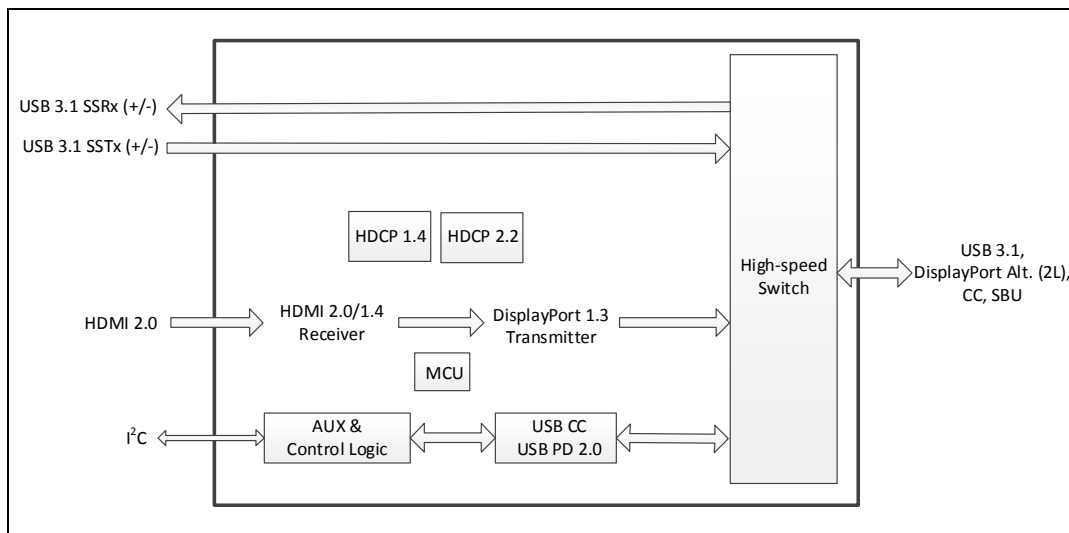 USB 3.1 SSRx (+/-)
USB 3.1 SSTx (+/-)
HDCP 1.4
HDCP 2.2
High-speed
Switch
USB 3.1,
DisplayPort Alt. (2L),
CC, SBU
HDMI 2.0
HDMI 2.0/1.4
Receiver
DisplayPort 1.3
Transmitter
MCU
I²C
AUX &
Control Logic
USB CC
USB PD 2.0